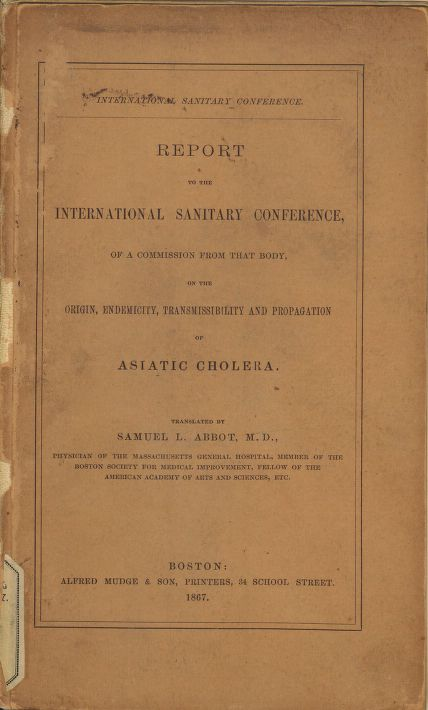 INTERNATIONAL SANITARY CONFERENCE.
REPORT
TO THE
INTERNATIONAL SANITARY CONFERENCE,
OF A COMMISSION FROM THAT BODY,
ON THE
ORIGIN, ENDEMICITY, TRANSMISSIBILITY AND PROPAGATION
OF
ASIATIC CHOLERA.
TRANSLATED BY
SAMUEL L. ABBOT, M.D.,
PHYSICIAN OF THE MASSACHUSETTS GENERAL HOSPITAL, MEMBER OF THE
BOSTON SOCIETY FOR MEDICAL IMPROVEMENT, FELLOW OF THE
AMERICAN ACADEMY OF ARTS AND SCIENCES, ETC.
BOSTON:
ALFRED MUDGE & SON, PRINTERS, 34 SCHOOL STREET.
1867.